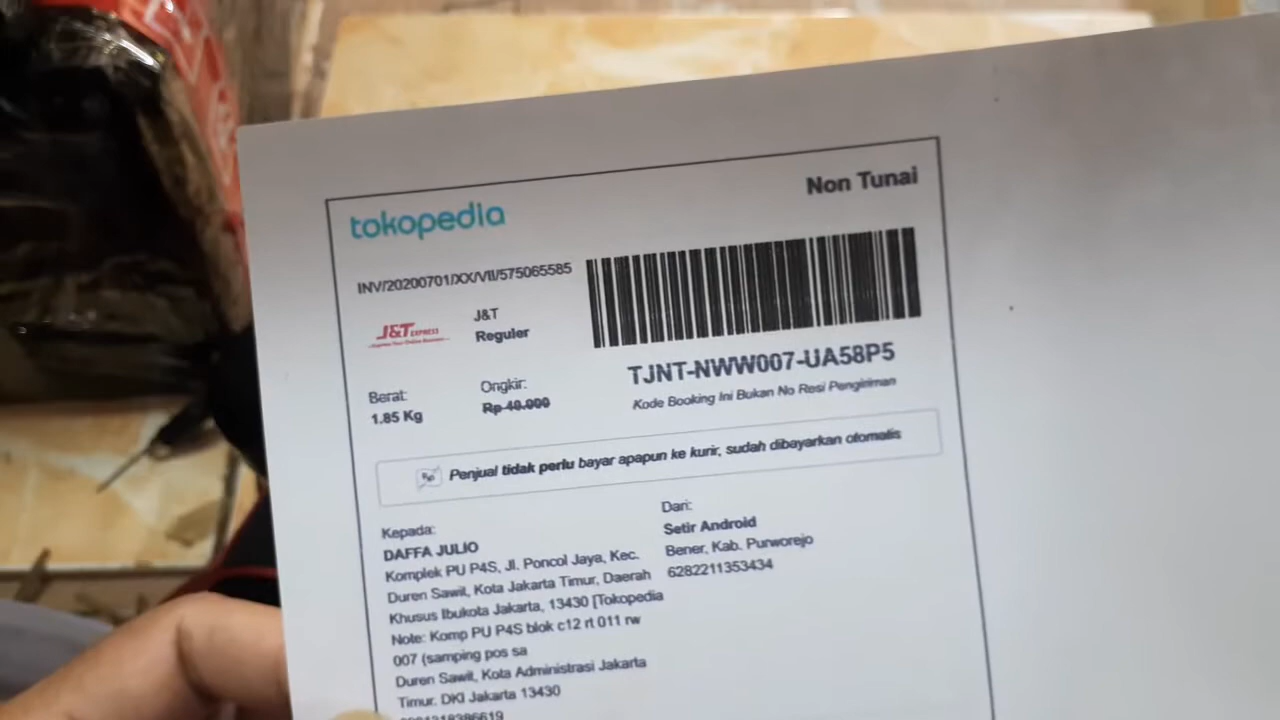 tokopedia
Non Tunai
INV/20200701/XX/VII/575065585
J&T EXPRESS
J&T
Reguler
Berat:
1.85 Kg
Ongkir:
Rp 40.000
TJNT-NWW007-UA58P5
Kode Booking Ini Bukan No Resi Pengiriman
Penjual tidak perlu bayar apapun ke kurir, sudah dibayarkan otomatis
Kepada:
DAFFA JULIO
Komplek PU P4S, Jl. Poncol Jaya, Kec.
Duren Sawit, Kota Jakarta Timur, Daerah
Khusus Ibukota Jakarta, 13430 [Tokopedia
Note: Komp PU P4S blok c12 rt 011 rw
007 (samping pos sa
Duren Sawit, Kota Administrasi Jakarta
Timur. DKI Jakarta 13430
Dari:
Setir Android
Bener, Kab. Purworejo
6282211353434